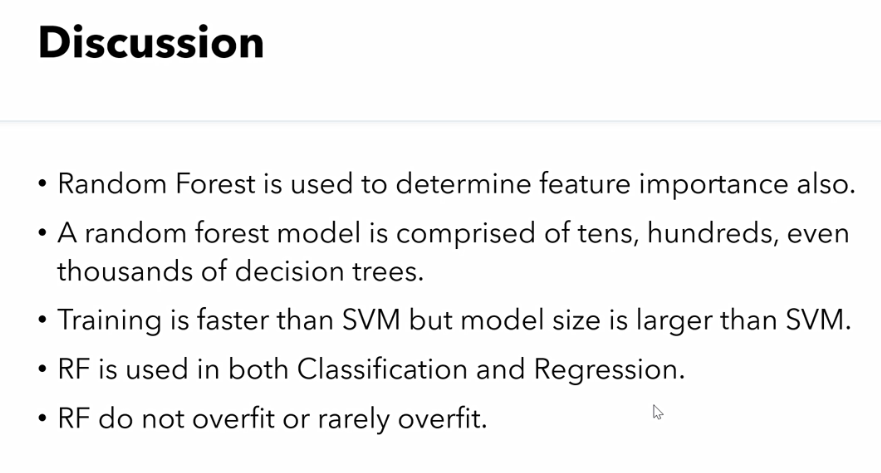 Discussion
• Random Forest is used to determine feature importance also.
• A random forest model is comprised of tens, hundreds, even
thousands of decision trees.
• Training is faster than SVM but model size is larger than SVM.
• RF is used in both Classification and Regression.
• RF do not overfit or rarely overfit.